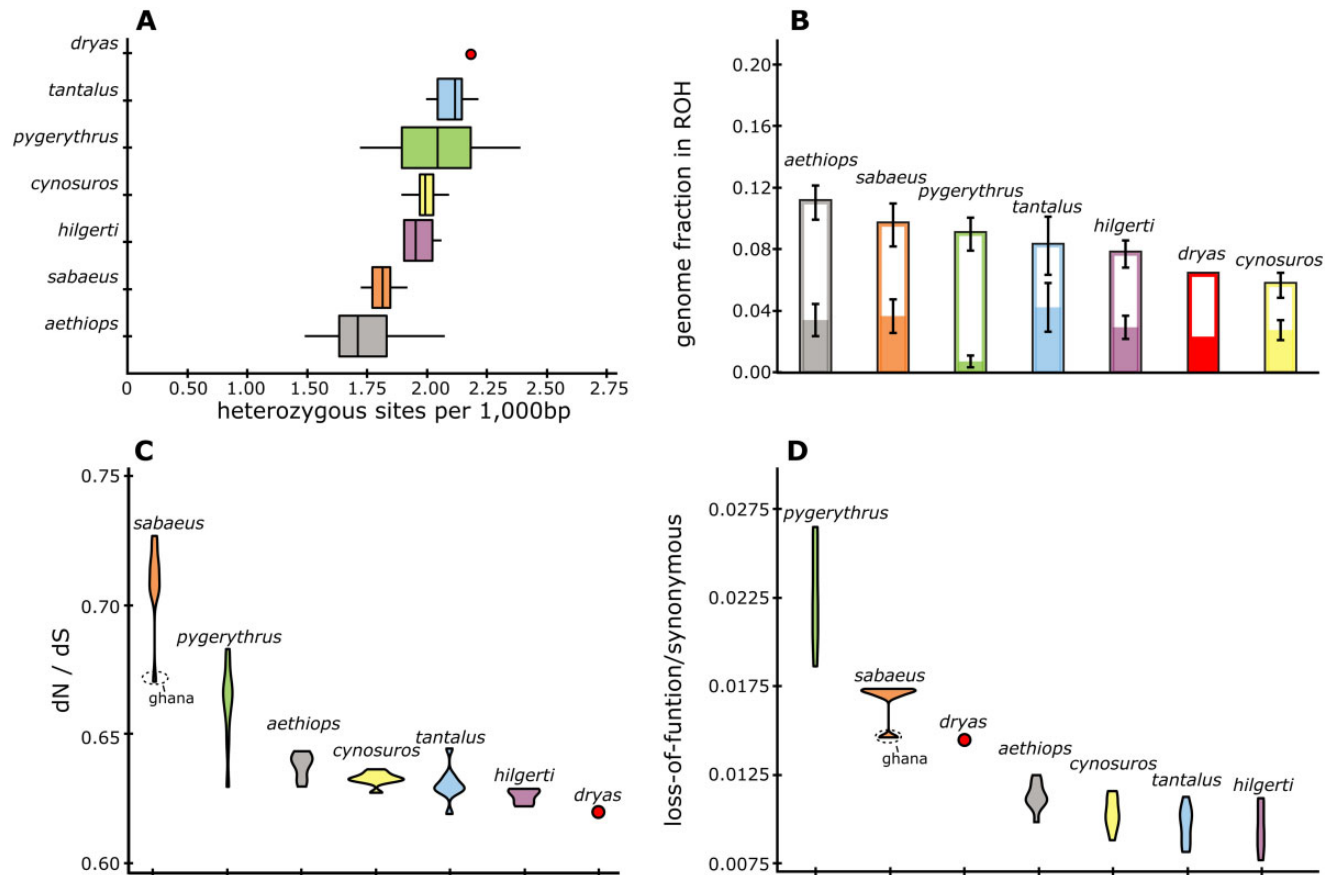 A
dryas
tantalus
pygerythrus
cynosuros
hilgerti
sabaeus
aethiops
0 0.50 1.00 1.50 1.75 2.00 2.25 2.50 2.75
heterozygous sites per 1,000bp
B
genome fraction in ROH
0.20
0.16
0.12
0.08
0.04
0.00
aethiops
sabaeus
pygerythrus
tantalus
hilgerti
dryas
cynosuros
C
dN / dS
0.75
0.70
0.65
0.60
sabaeus
ghana
pygerythrus
aethiops
cynosuros
tantalus
hilgerti
dryas
D
loss-of-funtion/synonymous
0.0275
0.0225
0.0175
0.0125
0.0075
pygerythrus
sabaeus
ghana
dryas
aethiops
cynosuros
tantalus
hilgerti